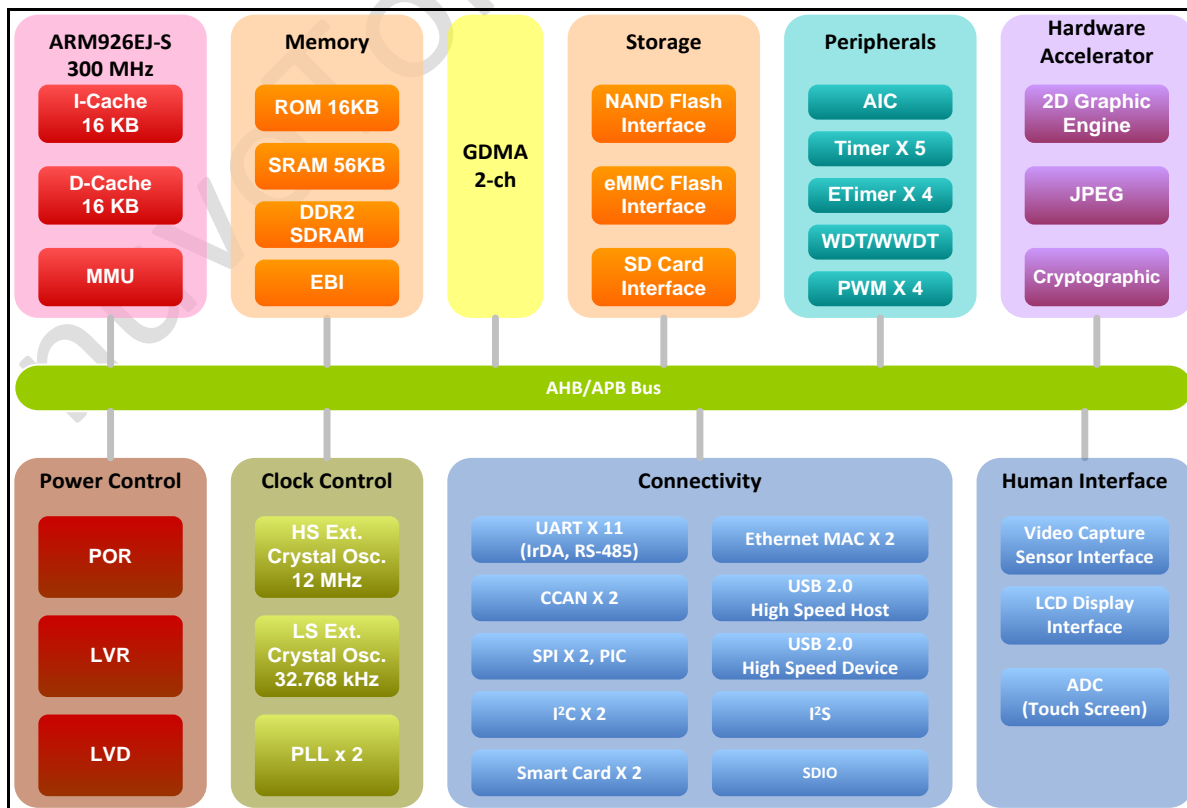 ARM926EJ-S
300 MHz
I-Cache
16 KB
D-Cache
16 KB
MMU
Memory
ROM 16KB
SRAM 56KB
DDR2
SDRAM
EBI
GDMA
2-ch
Storage
NAND Flash
Interface
eMMC Flash
Interface
SD Card
Interface
Peripherals
AIC
Timer X 5
ETimer X 4
WDT/WWDT
PWM X 4
Hardware
Accelerator
2D Graphic
Engine
JPEG
Cryptographic
AHB/APB Bus
Power Control
POR
LVR
LVD
Clock Control
HS Ext.
Crystal Osc.
12 MHz
LS Ext.
Crystal Osc.
32.768 kHz
PLL x 2
Connectivity
UART X 11
(IrDA, RS-485)
CCAN X 2
SPI X 2, PIC
I²C X 2
Smart Card X 2
Ethernet MAC X 2
USB 2.0
High Speed Host
USB 2.0
High Speed Device
I²S
SDIO
Human Interface
Video Capture
Sensor Interface
LCD Display
Interface
ADC
(Touch Screen)